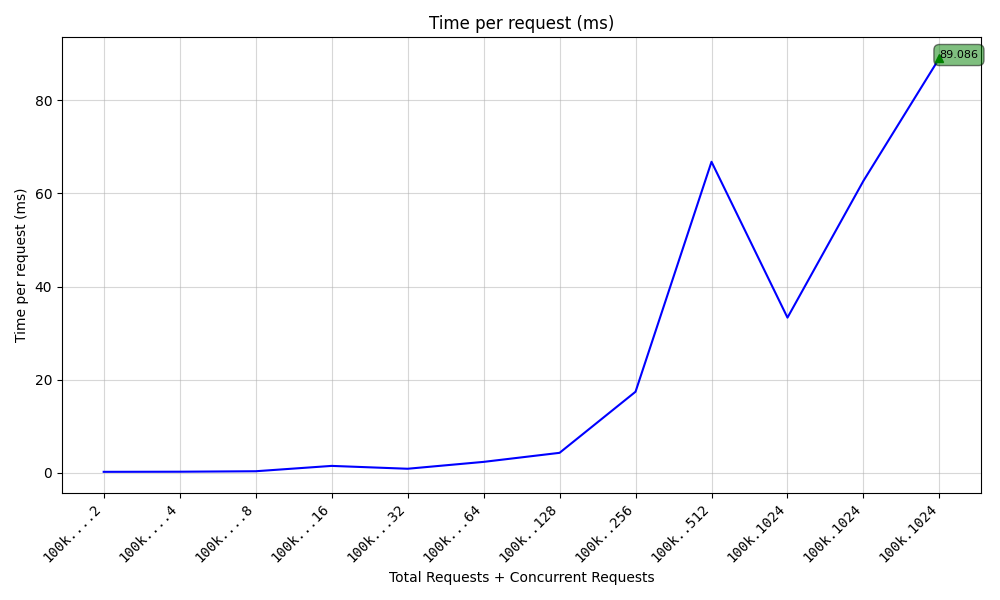 Time per request (ms)
89.086
Time per request (ms)
80
60
40
20
0
100k....2
100k....4
100k....8
100k...16
100k...32
100k...64
100k..128
100k..256
100k..512
100k.1024
100k.1024
100k.1024
Total Requests + Concurrent Requests